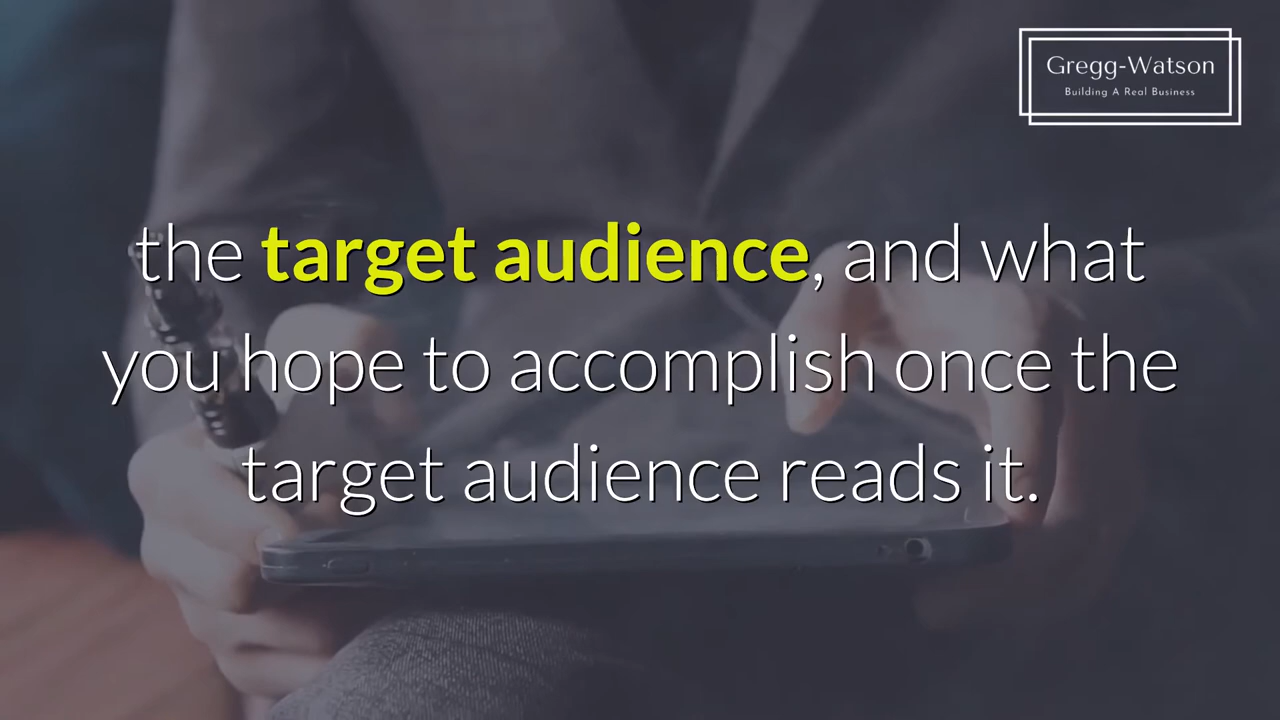 Gregg-Watson
Building A Real Business
the target audience, and what
you hope to accomplish once the
target audience reads it.